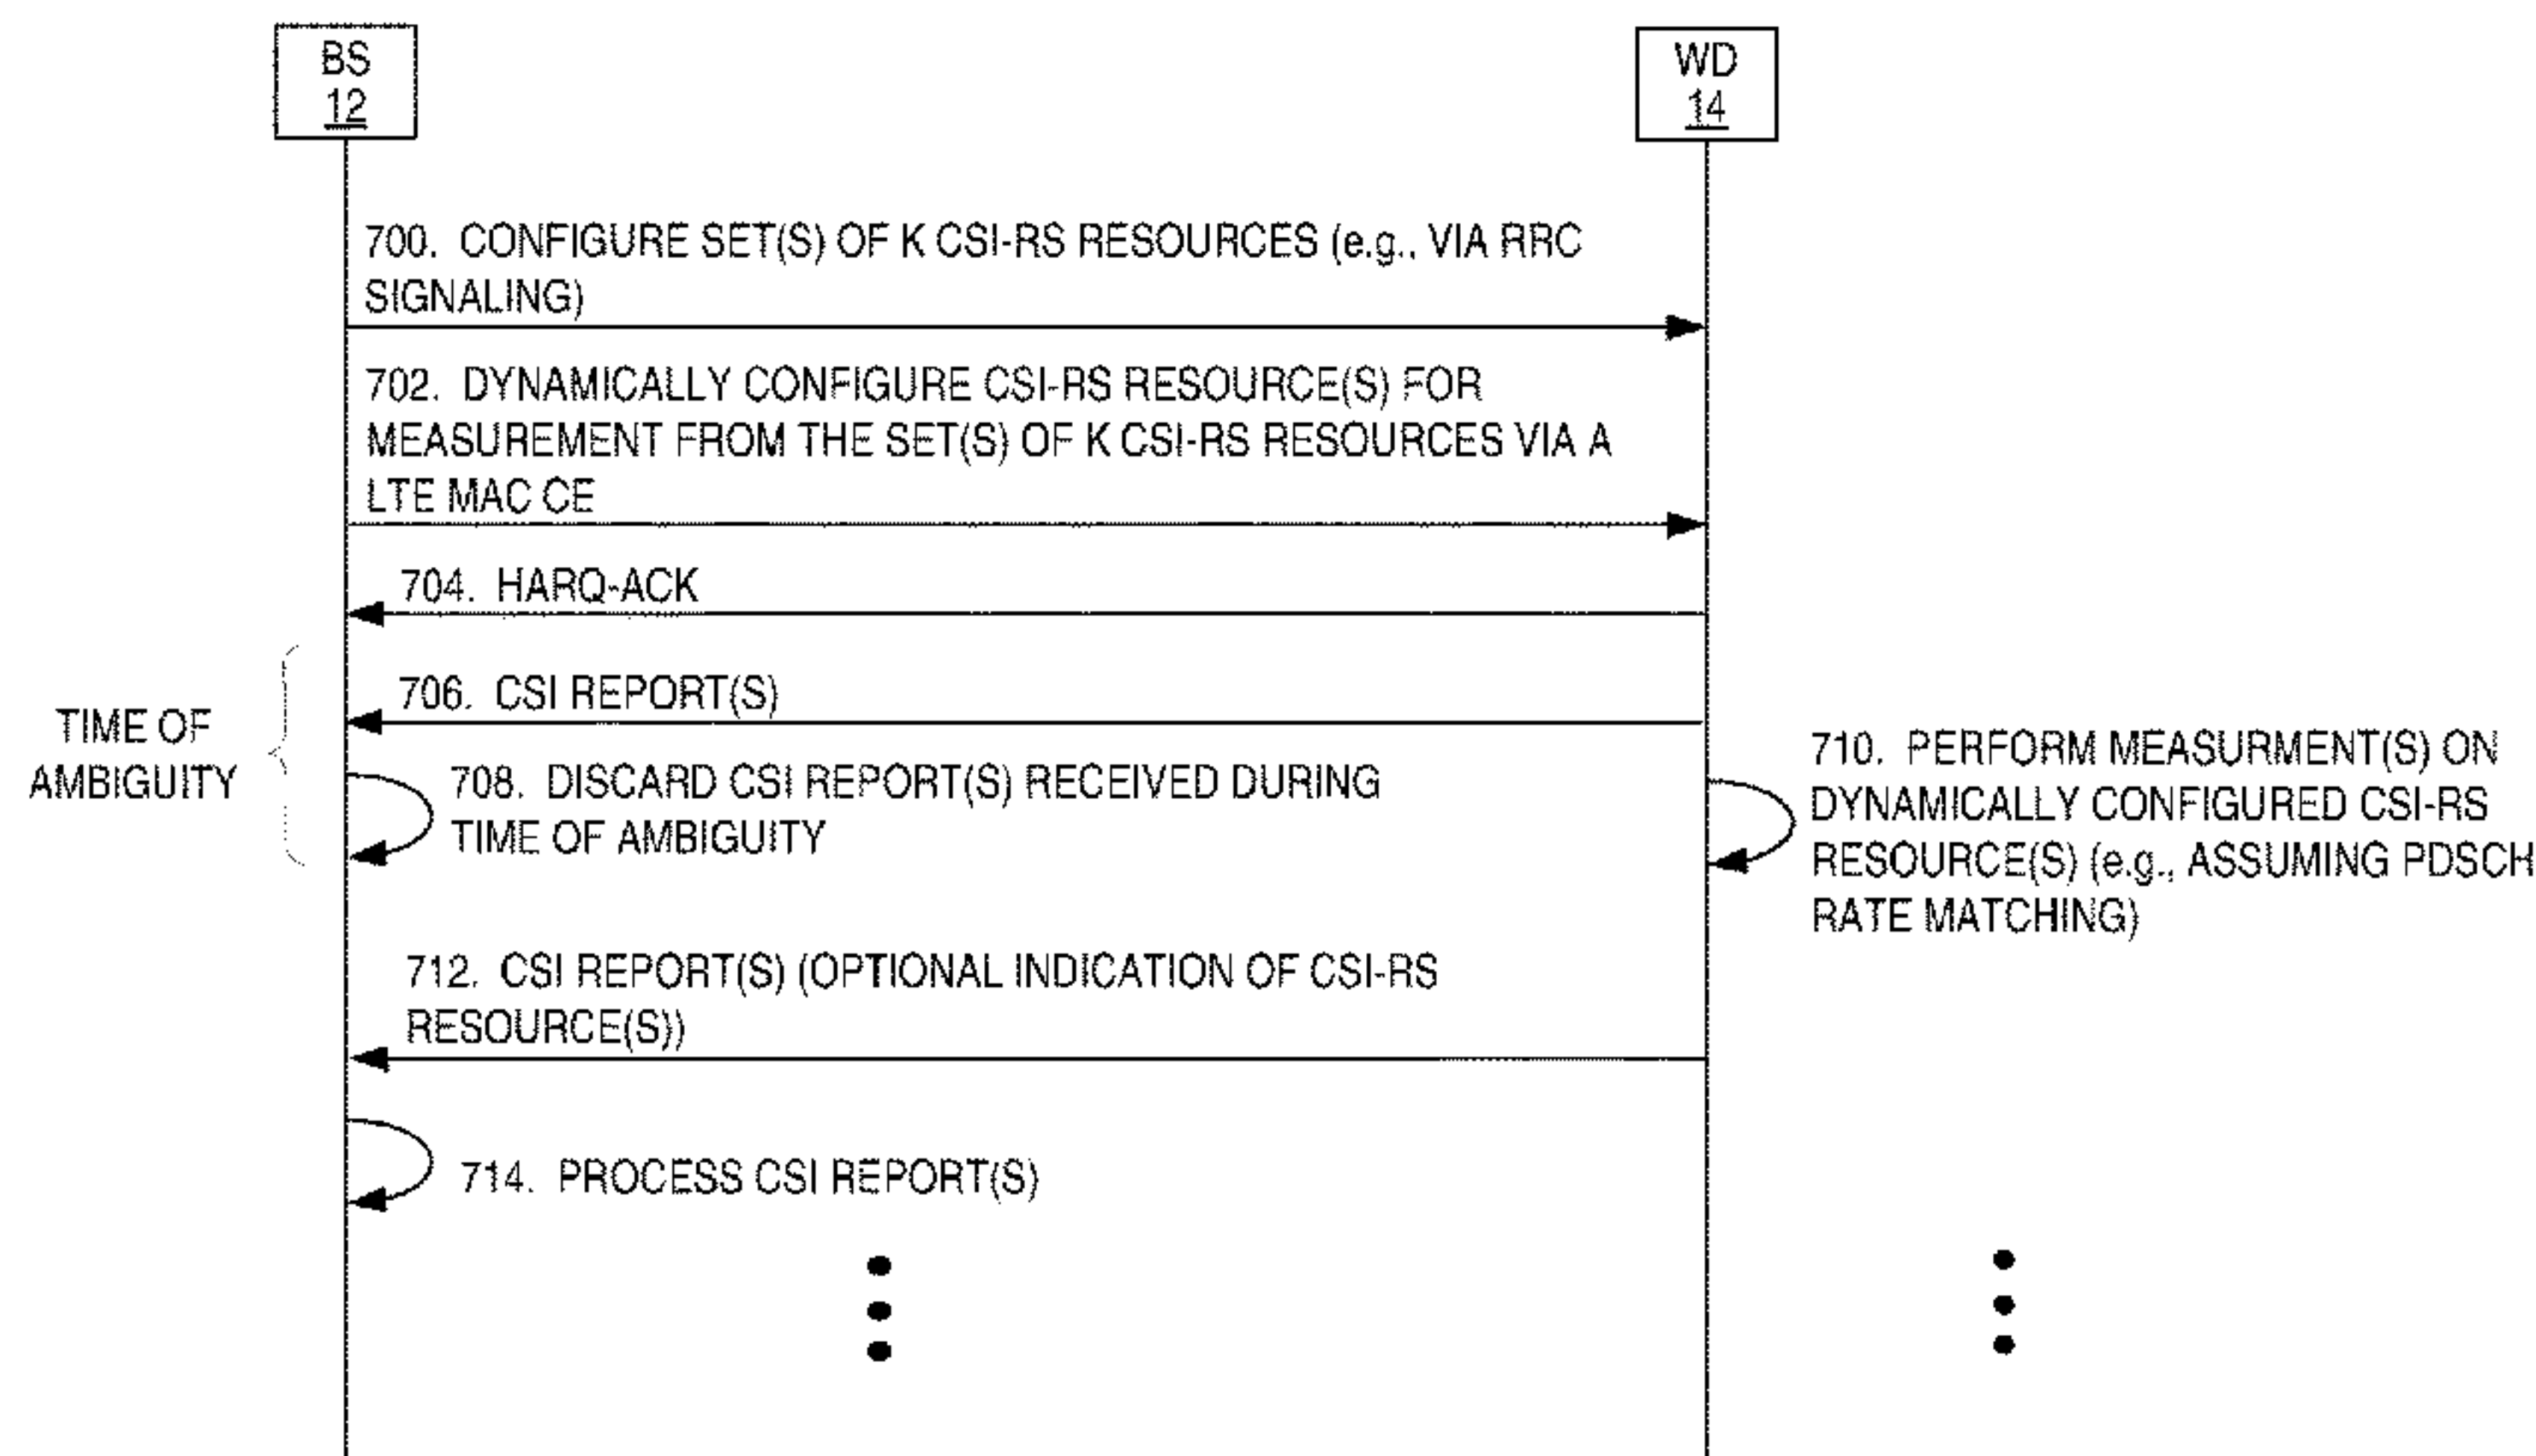 BS
12
WD
14
700. CONFIGURE SET(S) OF K CSI-RS RESOURCES (e.g., VIA RRC
SIGNALING)
702. DYNAMICALLY CONFIGURE CSI-RS RESOURCE(S) FOR
MEASUREMENT FROM THE SET(S) OF K CSI-RS RESOURCES VIA A
LTE MAC CE
704. HARQ-ACK
706. CSI REPORT(S)
TIME OF
AMBIGUITY
708. DISCARD CSI REPORT(S) RECEIVED DURING
TIME OF AMBIGUITY
710. PERFORM MEASURMENT(S) ON
DYNAMICALLY CONFIGURED CSI-RS
RESOURCE(S) (e.g., ASSUMING PDSCH
RATE MATCHING)
712. CSI REPORT(S) (OPTIONAL INDICATION OF CSI-RS
RESOURCE(S))
714. PROCESS CSI REPORT(S)